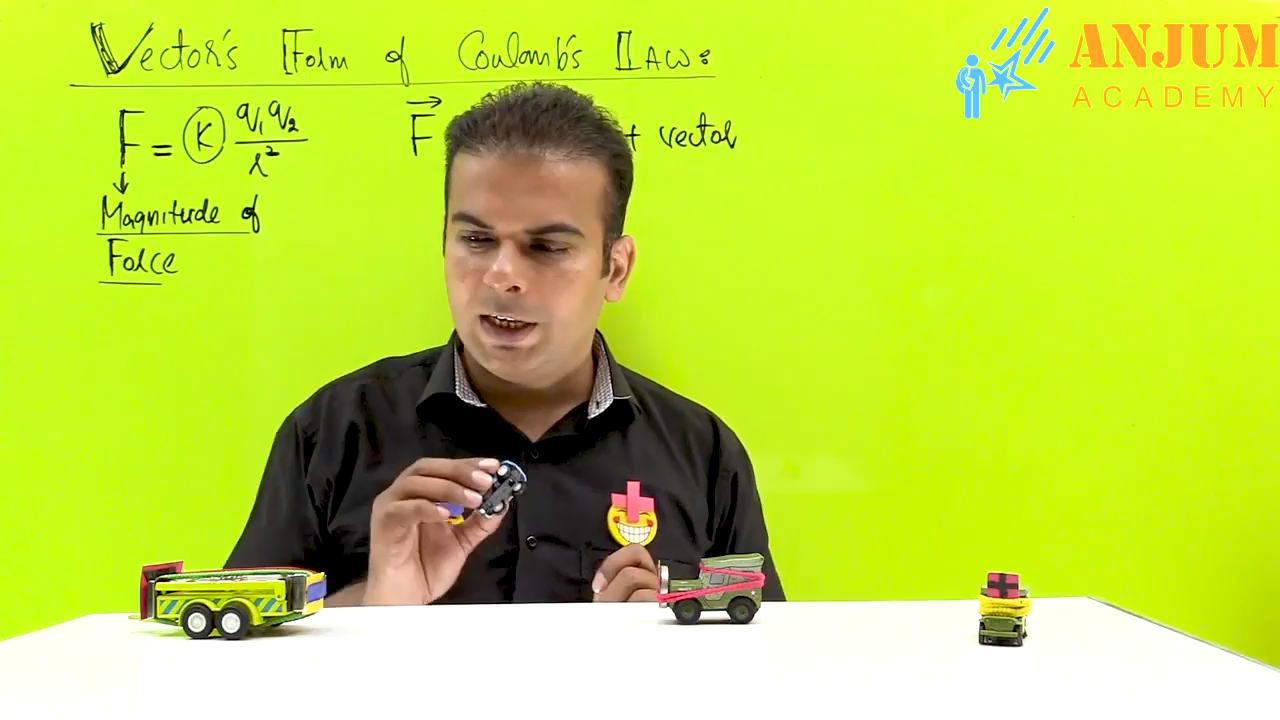 Vector's Form of Coulomb's Law:
F = K q₁q₂ / r²
F⃗ vector
Magnitude of
Force
ANJUM
ACADEMY